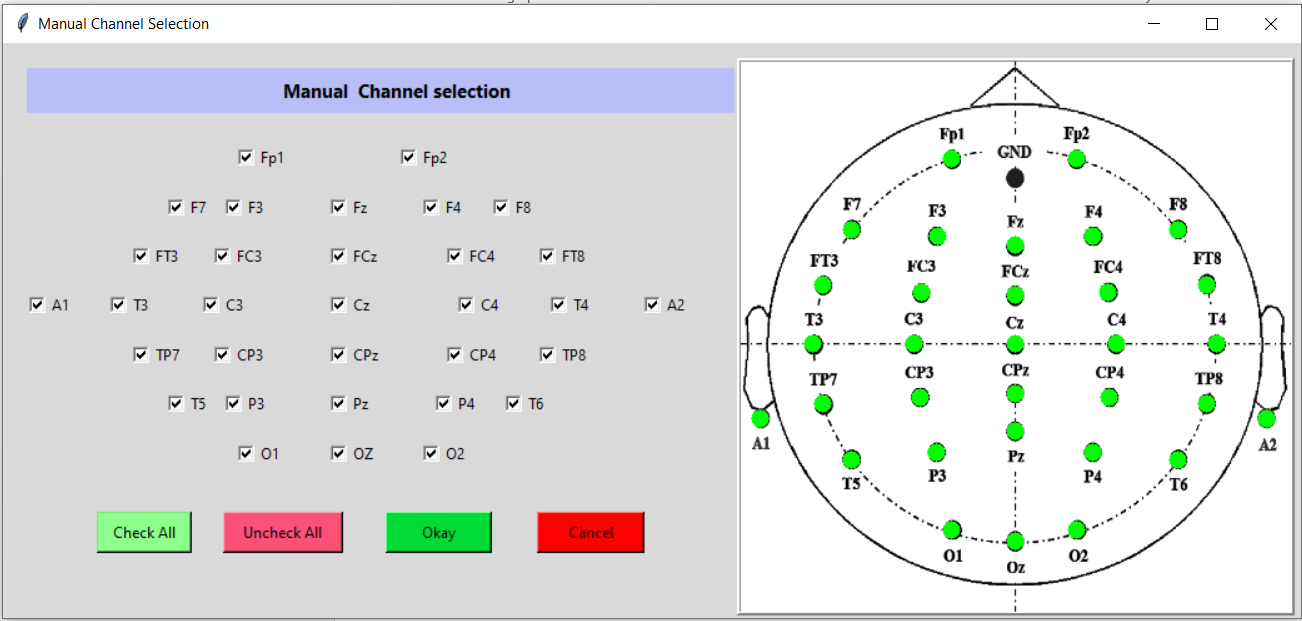 Manual Channel Selection
Manual  Channel selection
Fp1 Fp2
F7 F3 Fz F4 F8
FT3 FC3 FCz FC4 FT8
A1 T3 C3 Cz C4 T4 A2
TP7 CP3 CPz CP4 TP8
T5 P3 Pz P4 T6
O1 OZ O2
Check All Uncheck All Okay Cancel
Fp1 Fp2
GND
F7 F3 Fz F4 F8
FT3 FC3 FCz FC4 FT8
T3 C3 Cz C4 T4
TP7 CP3 CPz CP4 TP8
A1 A2
Pz
T5 P3 P4 T6
O1 Oz O2